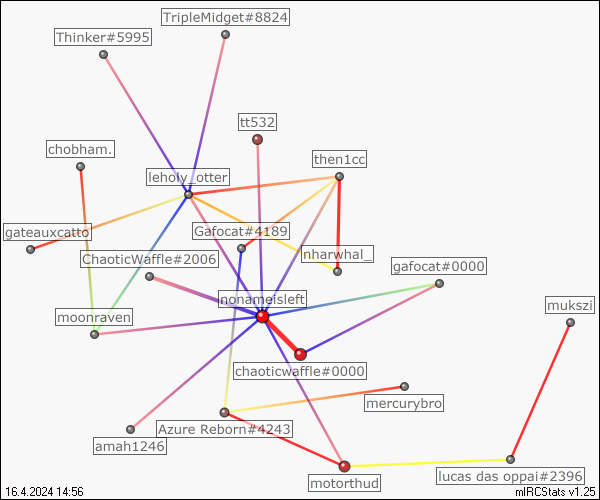 TripleMidget#8824
Thinker#5995
tt532
chobham.
then1cc
leholy_otter
gateauxcatto
Gafocat#4189
ChaoticWaffle#2006
nharwhal_
gafocat#0000
nonameisleft
mukszi
moonraven
chaoticwaffle#0000
mercurybro
Azure Reborn#4243
amah1246
motorthud
lucas das oppai#2396
16.4.2024 14:56
mIRCStats v1.25